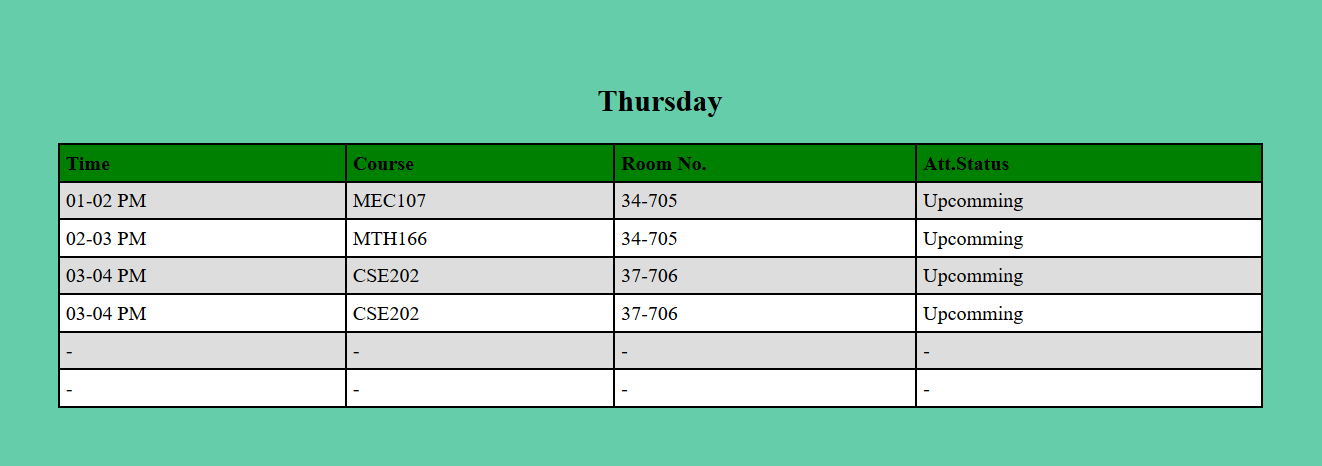 Thursday
Time Course Room No. Att.Status
01-02 PM MEC107 34-705 Upcomming
02-03 PM MTH166 34-705 Upcomming
03-04 PM CSE202 37-706 Upcomming
03-04 PM CSE202 37-706 Upcomming
- - - -
- - - -